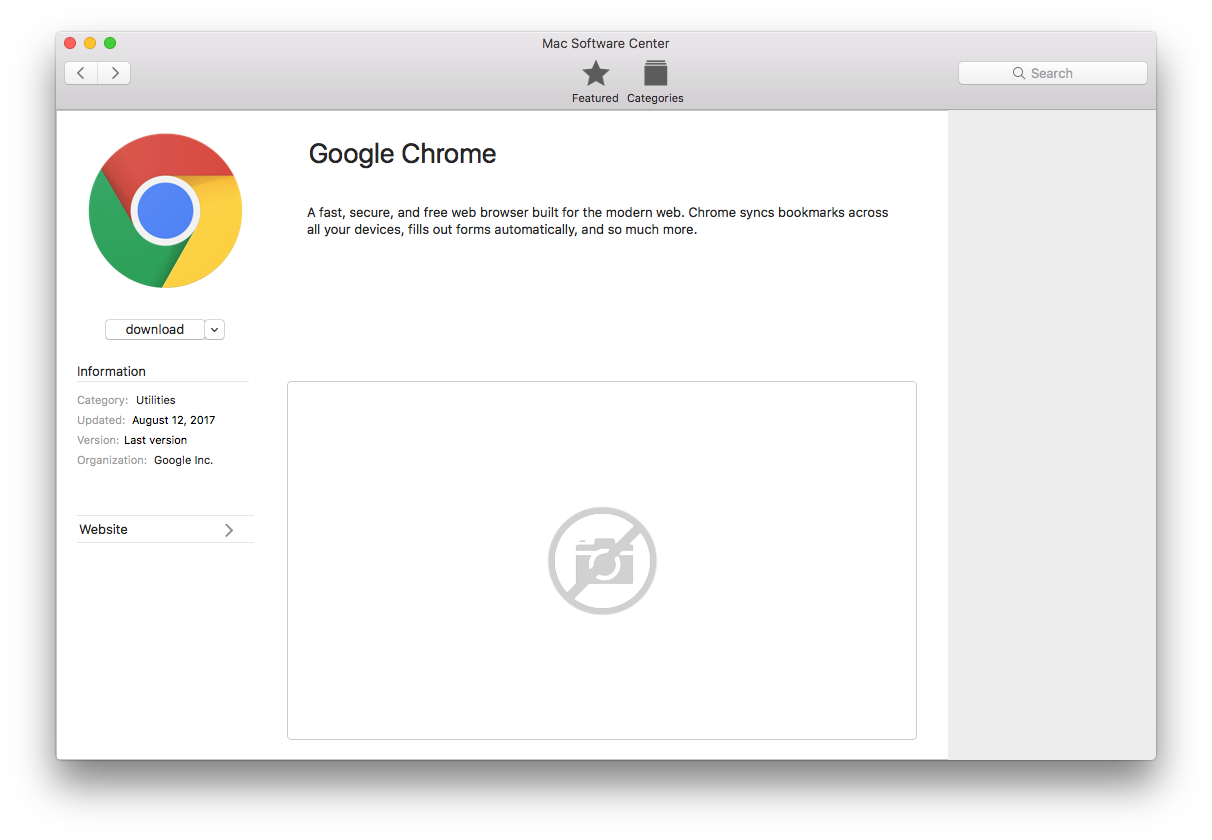 Mac Software Center
Featured
Categories
Search
Google Chrome
A fast, secure, and free web browser built for the modern web. Chrome syncs bookmarks across
all your devices, fills out forms automatically, and so much more.
download
Information
Category: Utilities
Updated: August 12, 2017
Version: Last version
Organization: Google Inc.
Website